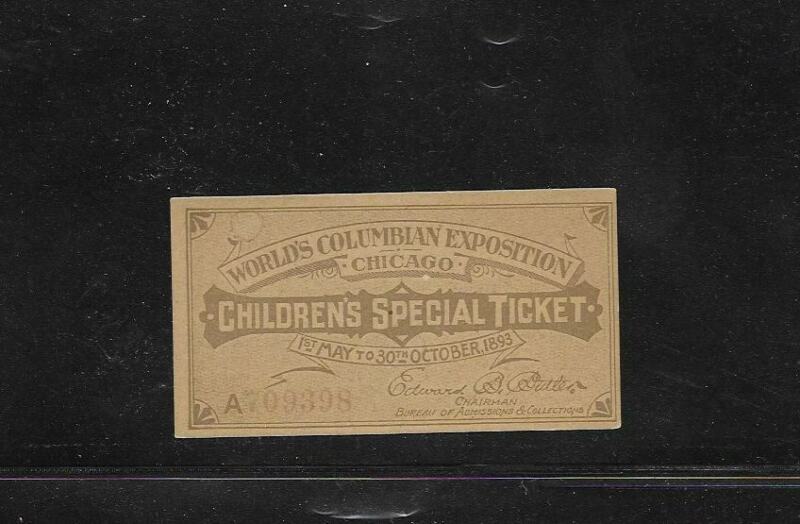 WORLD'S COLUMBIAN EXPOSITION
CHICAGO
CHILDREN'S SPECIAL TICKET
1ST MAY TO 30TH OCTOBER, 1893
Edward B. Butler
CHAIRMAN
A709398
BUREAU OF ADMISSIONS & COLLECTIONS